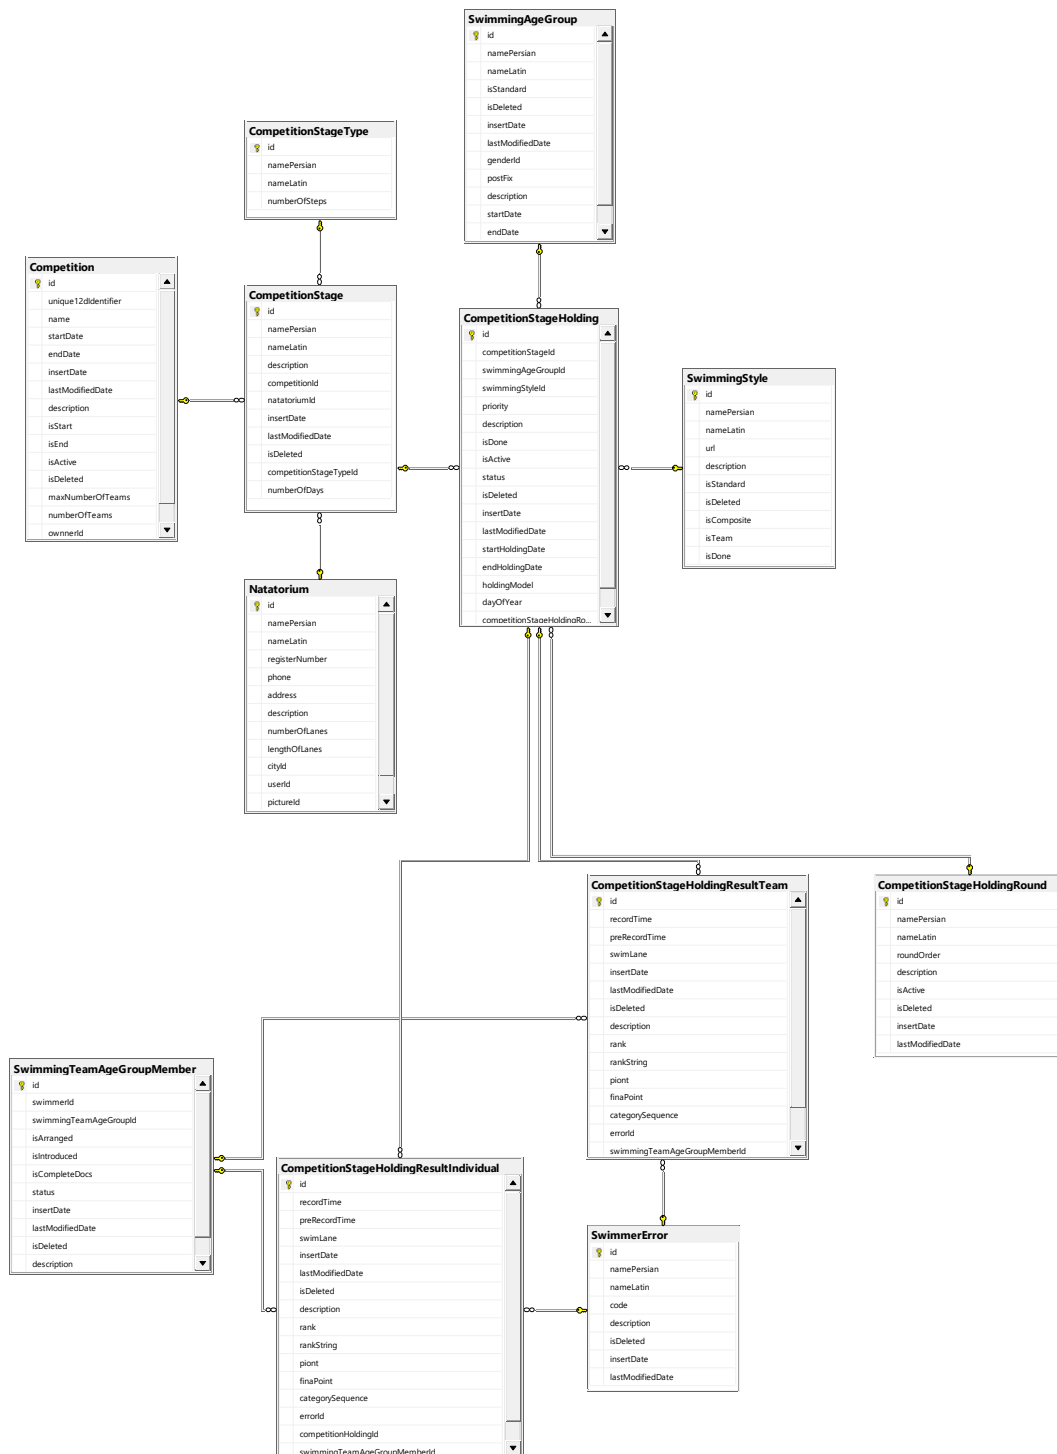 SwimmingAgeGroup
id
namePersian
nameLatin
isStandard
isDeleted
insertDate
lastModifiedDate
genderId
postFix
description
startDate
endDate
CompetitionStageType
id
namePersian
nameLatin
numberOfSteps
Competition
id
unique12dIdentifier
name
startDate
endDate
insertDate
lastModifiedDate
description
isStart
isEnd
isActive
isDeleted
maxNumberOfTeams
numberOfTeams
ownnerId
CompetitionStage
id
namePersian
nameLatin
description
competitionId
natatoriumId
insertDate
lastModifiedDate
isDeleted
competitionStageTypeId
numberOfDays
CompetitionStageHolding
id
competitionStageId
swimmingAgeGroupId
swimmingStyleId
priority
description
isDone
isActive
status
isDeleted
insertDate
lastModifiedDate
startHoldingDate
endHoldingDate
holdingModel
dayOfYear
competitionStageHoldingRo...
SwimmingStyle
id
namePersian
nameLatin
url
description
isStandard
isDeleted
isComposite
isTeam
isDone
Natatorium
id
namePersian
nameLatin
registerNumber
phone
address
description
numberOfLanes
lengthOfLanes
cityId
userId
pictureId
CompetitionStageHoldingResultTeam
id
recordTime
preRecordTime
swimLane
insertDate
lastModifiedDate
isDeleted
description
rank
rankString
piont
finaPoint
categorySequence
errorId
swimmingTeamAgeGroupMemberId
CompetitionStageHoldingRound
id
namePersian
nameLatin
roundOrder
description
isActive
isDeleted
insertDate
lastModifiedDate
SwimmingTeamAgeGroupMember
id
swimmerId
swimmingTeamAgeGroupId
isArranged
isIntroduced
isCompleteDocs
status
insertDate
lastModifiedDate
isDeleted
description
CompetitionStageHoldingResultIndividual
id
recordTime
preRecordTime
swimLane
insertDate
lastModifiedDate
isDeleted
description
rank
rankString
piont
finaPoint
categorySequence
errorId
competitionHoldingId
swimmingTeamAgeGroupMemberId
SwimmerError
id
namePersian
nameLatin
code
description
isDeleted
insertDate
lastModifiedDate